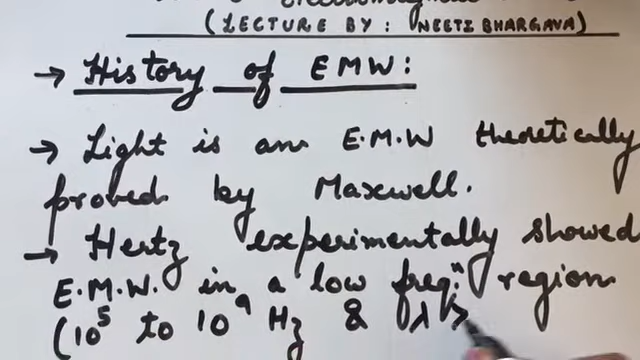 (LECTURE BY: NEETI BHARGAVA)
→ History of EMW:
→ Light is an E.M.W theoretically
proved by Maxwell.
→ Hertz experimentally showed
E.M.W. in a low freqⁿ. region
(10⁵ to 10⁹ Hz & λ >